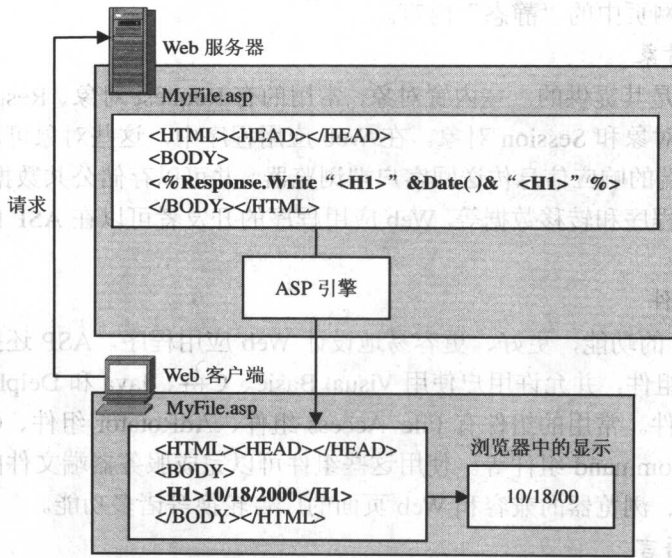 Web 服务器
MyFile.asp
<HTML><HEAD></HEAD>
<BODY>
<%Response.Write “<H1>” &Date()& “<H1>”%>
</BODY></HTML>
请求
ASP 引擎
Web 客户端
MyFile.asp
<HTML><HEAD></HEAD>
<BODY>
<H1>10/18/2000</H1>
</BODY></HTML>
浏览器中的显示
10/18/00